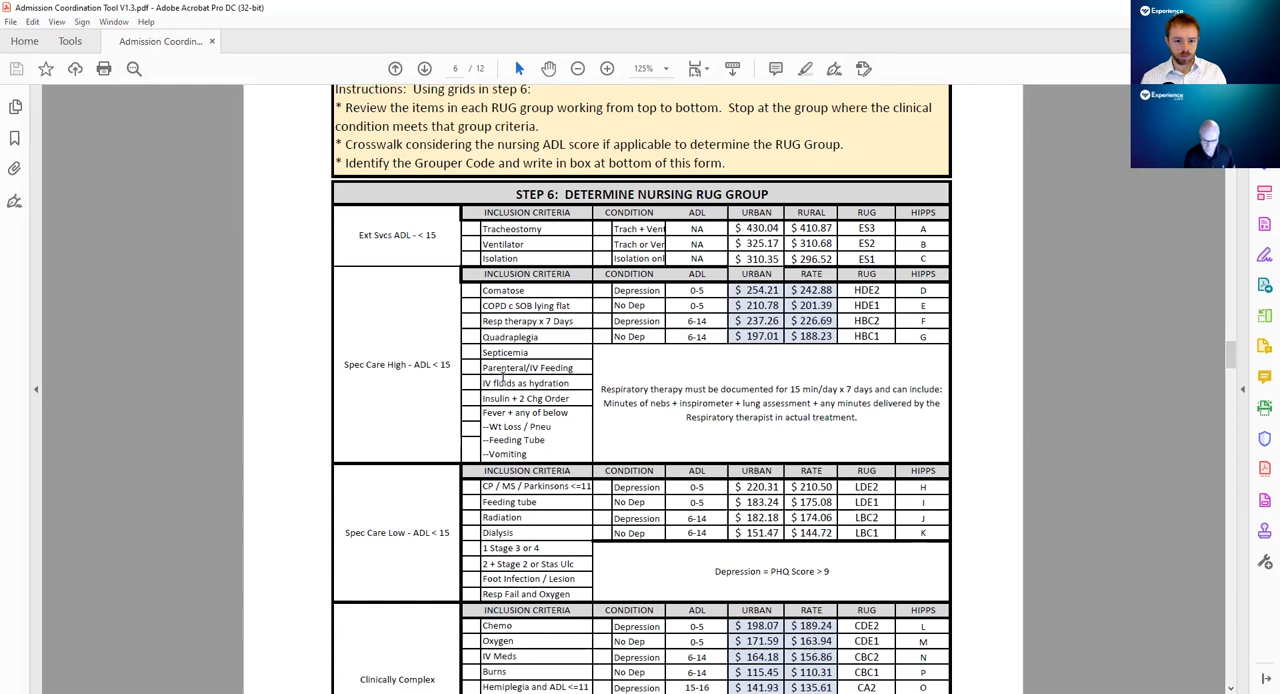 Admission Coordination Tool V1.3.pdf - Adobe Acrobat Pro DC (32-bit)
File Edit View Sign Window Help
Home Tools Admission Coordin... ×
6 / 12 125%
Experience
Experience
Instructions: Using grids in step 6:
* Review the items in each RUG group working from top to bottom. Stop at the group where the clinical
condition meets that group criteria.
* Crosswalk considering the nursing ADL score if applicable to determine the RUG Group.
* Identify the Grouper Code and write in box at bottom of this form.
STEP 6: DETERMINE NURSING RUG GROUP
INCLUSION CRITERIA CONDITION ADL URBAN RURAL RUG HIPPS
Ext Svcs ADL - < 15
Tracheostomy Trach + Vent NA $ 430.04 $ 410.87 ES3 A
Ventilator Trach or Ver NA $ 325.17 $ 310.68 ES2 B
Isolation Isolation onl NA $ 310.35 $ 296.52 ES1 C
INCLUSION CRITERIA CONDITION ADL URBAN RATE RUG HIPPS
Comatose Depression 0-5 $ 254.21 $ 242.88 HDE2 D
COPD c SOB lying flat No Dep 0-5 $ 210.78 $ 201.39 HDE1 E
Resp therapy x 7 Days Depression 6-14 $ 237.26 $ 226.69 HBC2 F
Quadraplegia No Dep 6-14 $ 197.01 $ 188.23 HBC1 G
Septicemia
Spec Care High - ADL < 15
Parenteral/IV Feeding
IV fluids as hydration
Insulin + 2 Chg Order
Fever + any of below
--Wt Loss / Pneu
--Feeding Tube
--Vomiting
Respiratory therapy must be documented for 15 min/day x 7 days and can include:
Minutes of nebs + inspirometer + lung assessment + any minutes delivered by the
Respiratory therapist in actual treatment.
INCLUSION CRITERIA CONDITION ADL URBAN RATE RUG HIPPS
CP / MS / Parkinsons <=11 Depression 0-5 $ 220.31 $ 210.50 LDE2 H
Feeding tube No Dep 0-5 $ 183.24 $ 175.08 LDE1 I
Radiation Depression 6-14 $ 182.18 $ 174.06 LBC2 J
Spec Care Low - ADL < 15
Dialysis No Dep 6-14 $ 151.47 $ 144.72 LBC1 K
1 Stage 3 or 4
2 + Stage 2 or Stas Ulc
Foot Infection / Lesion
Resp Fail and Oxygen
Depression = PHQ Score > 9
INCLUSION CRITERIA CONDITION ADL URBAN RATE RUG HIPPS
Chemo Depression 0-5 $ 198.07 $ 189.24 CDE2 L
Oxygen No Dep 0-5 $ 171.59 $ 163.94 CDE1 M
IV Meds Depression 6-14 $ 164.18 $ 156.86 CBC2 N
Burns No Dep 6-14 $ 115.45 $ 110.31 CBC1 P
Clinically Complex
Hemiplegia and ADL <=11 Depression 15-16 $ 141.93 $ 135.61 CA2 O